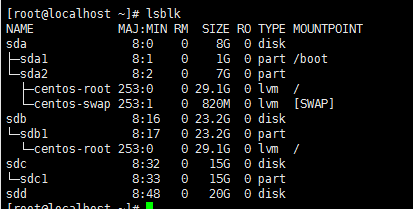 [root@localhost ~]# lsblk
NAME            MAJ:MIN RM  SIZE RO TYPE MOUNTPOINT
sda               8:0    0    8G  0 disk
├─sda1            8:1    0    1G  0 part /boot
└─sda2            8:2    0    7G  0 part
  ├─centos-root 253:0    0 29.1G  0 lvm  /
  └─centos-swap 253:1    0  820M  0 lvm  [SWAP]
sdb               8:16   0 23.2G  0 disk
└─sdb1            8:17   0 23.2G  0 part
  └─centos-root 253:0    0 29.1G  0 lvm  /
sdc               8:32   0   15G  0 disk
└─sdc1            8:33   0   15G  0 part
sdd               8:48   0   20G  0 disk
[root@localhost ~]#